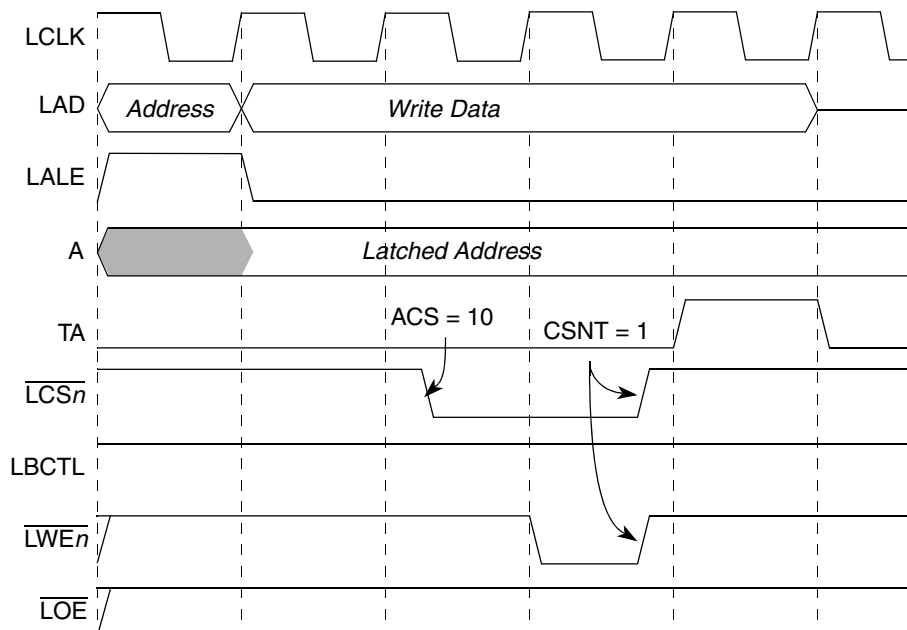 LCLK
LAD Address Write Data
LALE
A Latched Address
TA ACS = 10 CSNT = 1
LCSn
LBCTL
LWEn
LOE